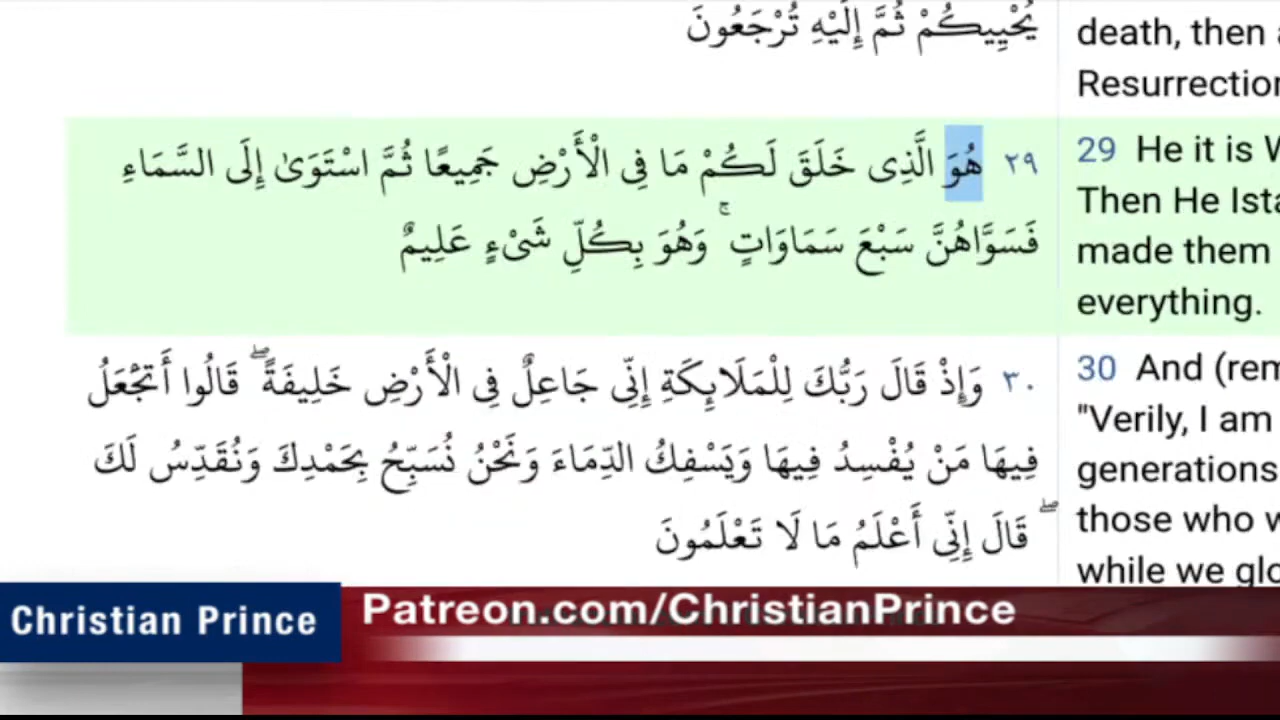 يُحْيِيكُمْ ثُمَّ إِلَيْهِ تُرْجَعُونَ
٢٩ هُوَ الَّذِى خَلَقَ لَكُمْ مَا فِى الْأَرْضِ جَمِيعًا ثُمَّ اسْتَوَىٰ إِلَى السَّمَاءِ
فَسَوَّاهُنَّ سَبْعَ سَمَاوَاتٍ ۚ وَهُوَ بِكُلِّ شَىْءٍ عَلِيمٌ
٣٠ وَإِذْ قَالَ رَبُّكَ لِلْمَلَابِكَةِ إِنِّى جَاعِلٌ فِى الْأَرْضِ خَلِيفَةً ۖ قَالُوا أَتَجْعَلُ
فِيهَا مَنْ يُفْسِدُ فِيهَا وَيَسْفِكُ الدِّمَاءَ وَنَحْنُ نُسَبِّحُ بِحَمْدِكَ وَنُقَدِّسُ لَكَ
ۖ قَالَ إِنِّى أَعْلَمُ مَا لَا تَعْلَمُونَ
death, then
Resurrection
29 He it is W
Then He Ista
made them
everything.
30 And (rem
"Verily, I am
generations
those who w
while we glo
Christian Prince
Patreon.com/ChristianPrince